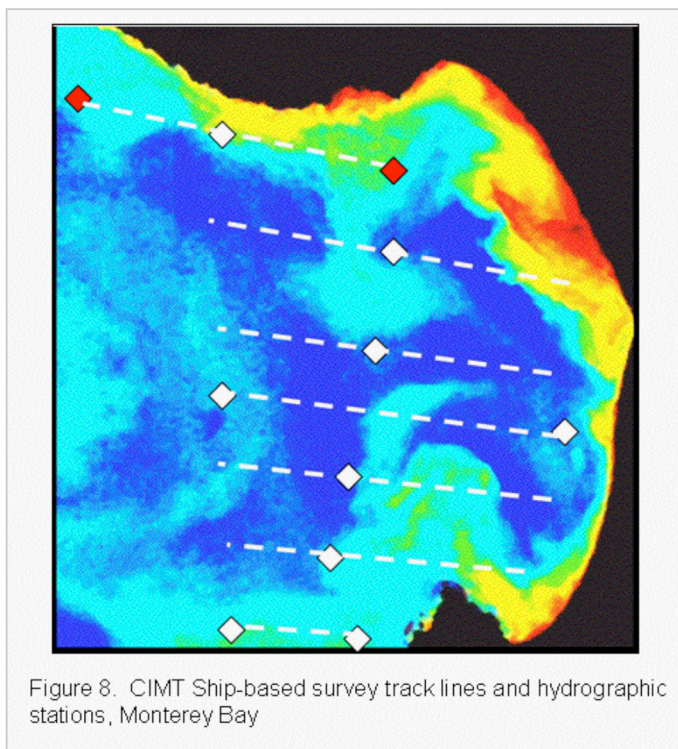 Figure 8. CIMT Ship-based survey track lines and hydrographic
stations, Monterey Bay